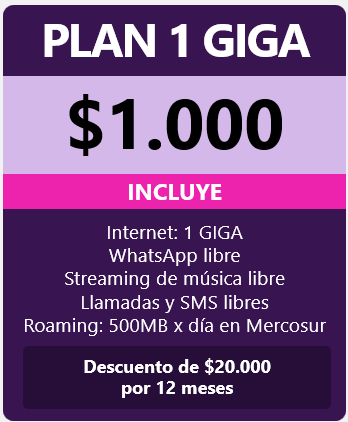 PLAN 1 GIGA
$1.000
INCLUYE
Internet: 1 GIGA
WhatsApp libre
Streaming de música libre
Llamadas y SMS libres
Roaming: 500MB x día en Mercosur
Descuento de $20.000
por 12 meses